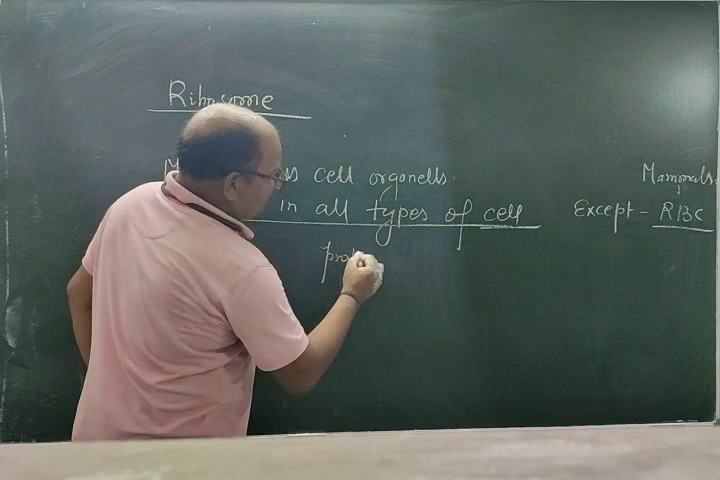 Ribosome
cell organells.
Mammals
in all types of cell Except - RBC